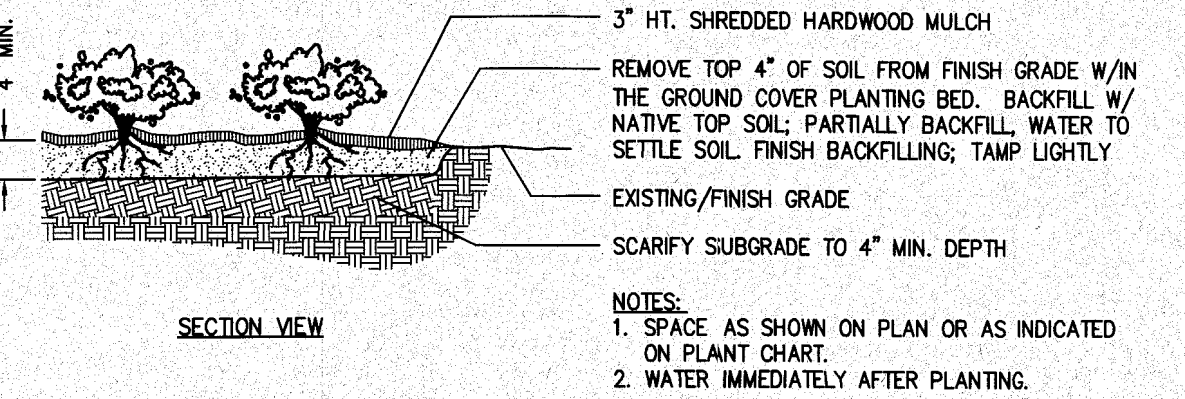 4" MIN.
3" HT. SHREDDED HARDWOOD MULCH
REMOVE TOP 4" OF SOIL FROM FINISH GRADE W/IN
THE GROUND COVER PLANTING BED. BACKFILL W/
NATIVE TOP SOIL; PARTIALLY BACKFILL, WATER TO
SETTLE SOIL. FINISH BACKFILLING; TAMP LIGHTLY
EXISTING/FINISH GRADE
SCARIFY SUBGRADE TO 4" MIN. DEPTH
SECTION VIEW
NOTES:
1. SPACE AS SHOWN ON PLAN OR AS INDICATED
ON PLANT CHART.
2. WATER IMMEDIATELY AFTER PLANTING.